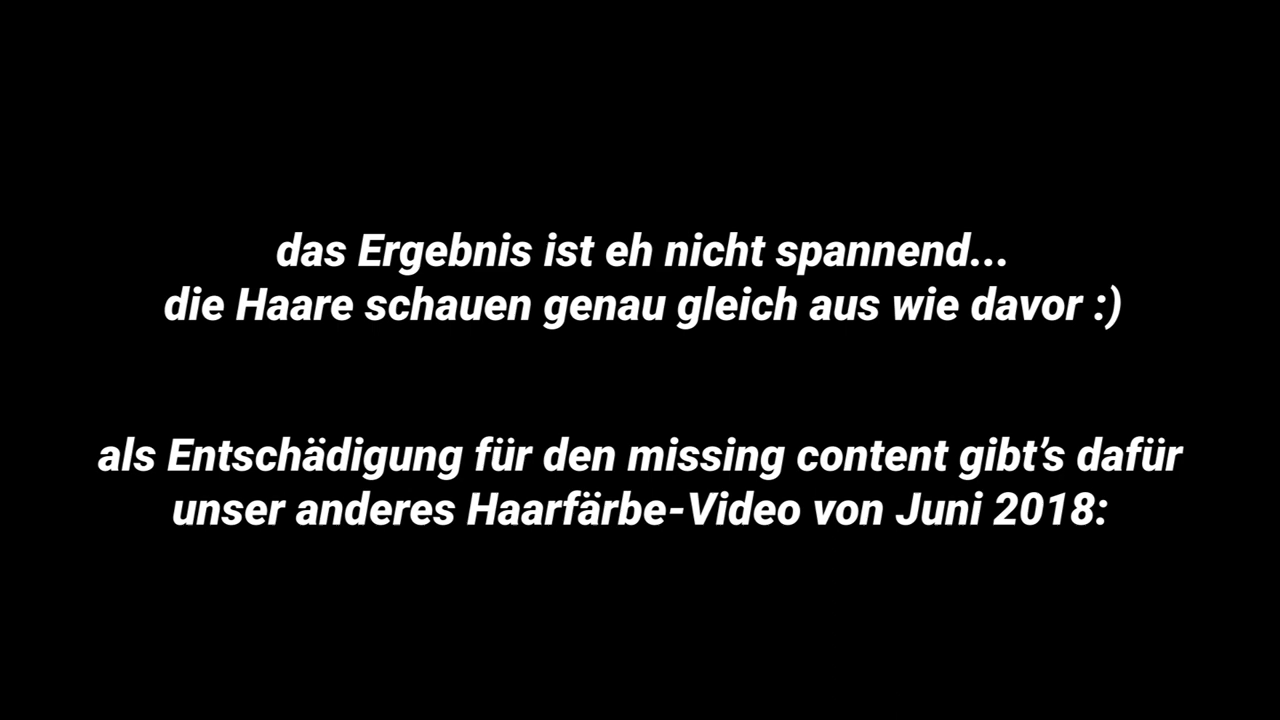 das Ergebnis ist eh nicht spannend...
die Haare schauen genau gleich aus wie davor :)
als Entschädigung für den missing content gibt’s dafür
unser anderes Haarfärbe-Video von Juni 2018: